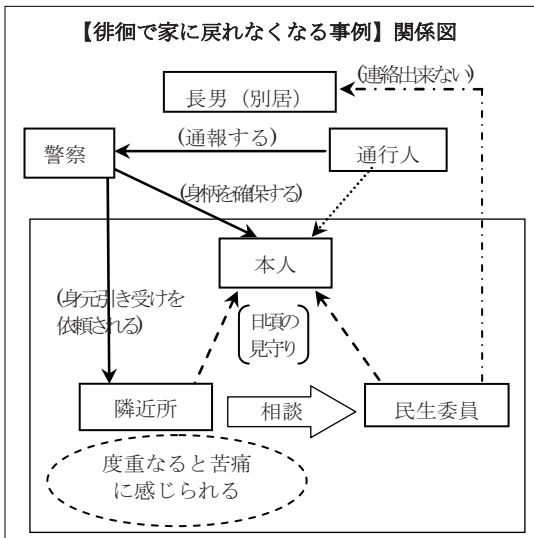 【徘徊で家に戻れなくなる事例】関係図
(連絡出来ない)
長男（別居）
(通報する)
警察
通行人
(身柄を確保する)
本人
(身元引き受けを
依頼される)
日頃の
見守り
隣近所
相談
民生委員
度重なると苦痛
に感じられる